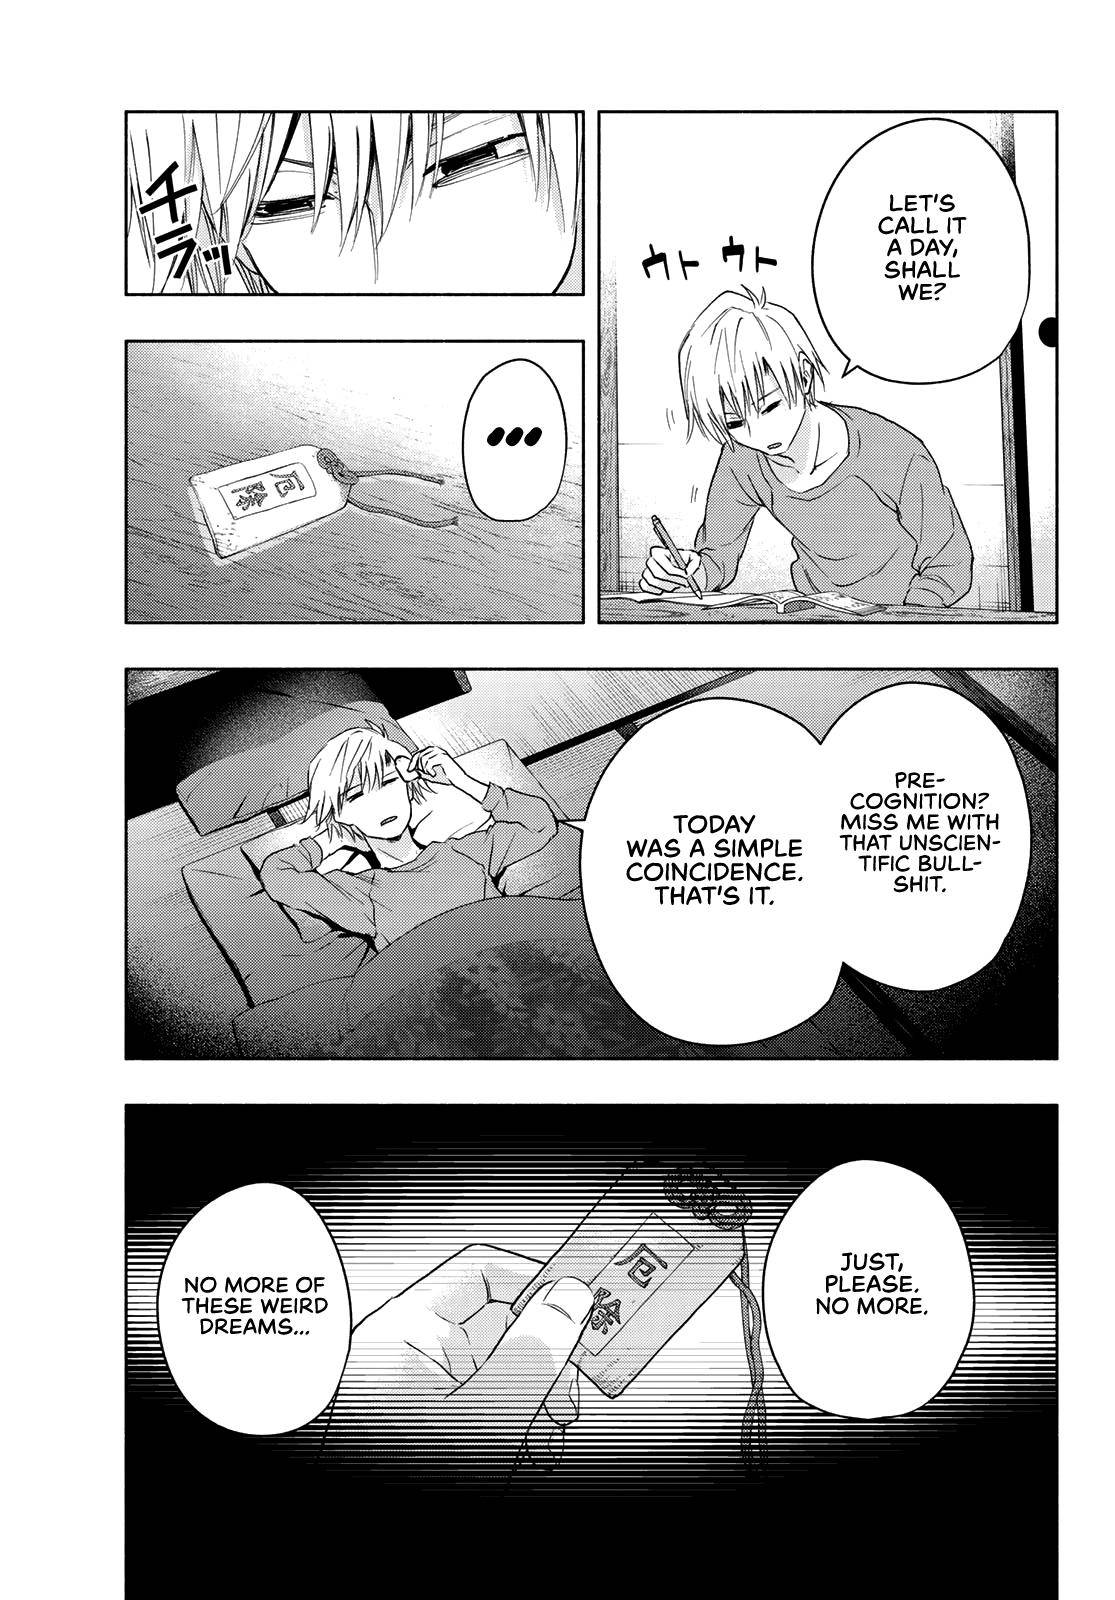 LET'S
CALL IT
A DAY,
SHALL
WE?
ウト ウト
チラッ
...
厄除
PRE-
COGNITION?
MISS ME WITH
THAT UNSCIEN-
TIFIC BULL-
SHIT.
TODAY
WAS A SIMPLE
COINCIDENCE.
THAT'S IT.
JUST,
PLEASE.
NO MORE.
厄除
NO MORE OF
THESE WEIRD
DREAMS...